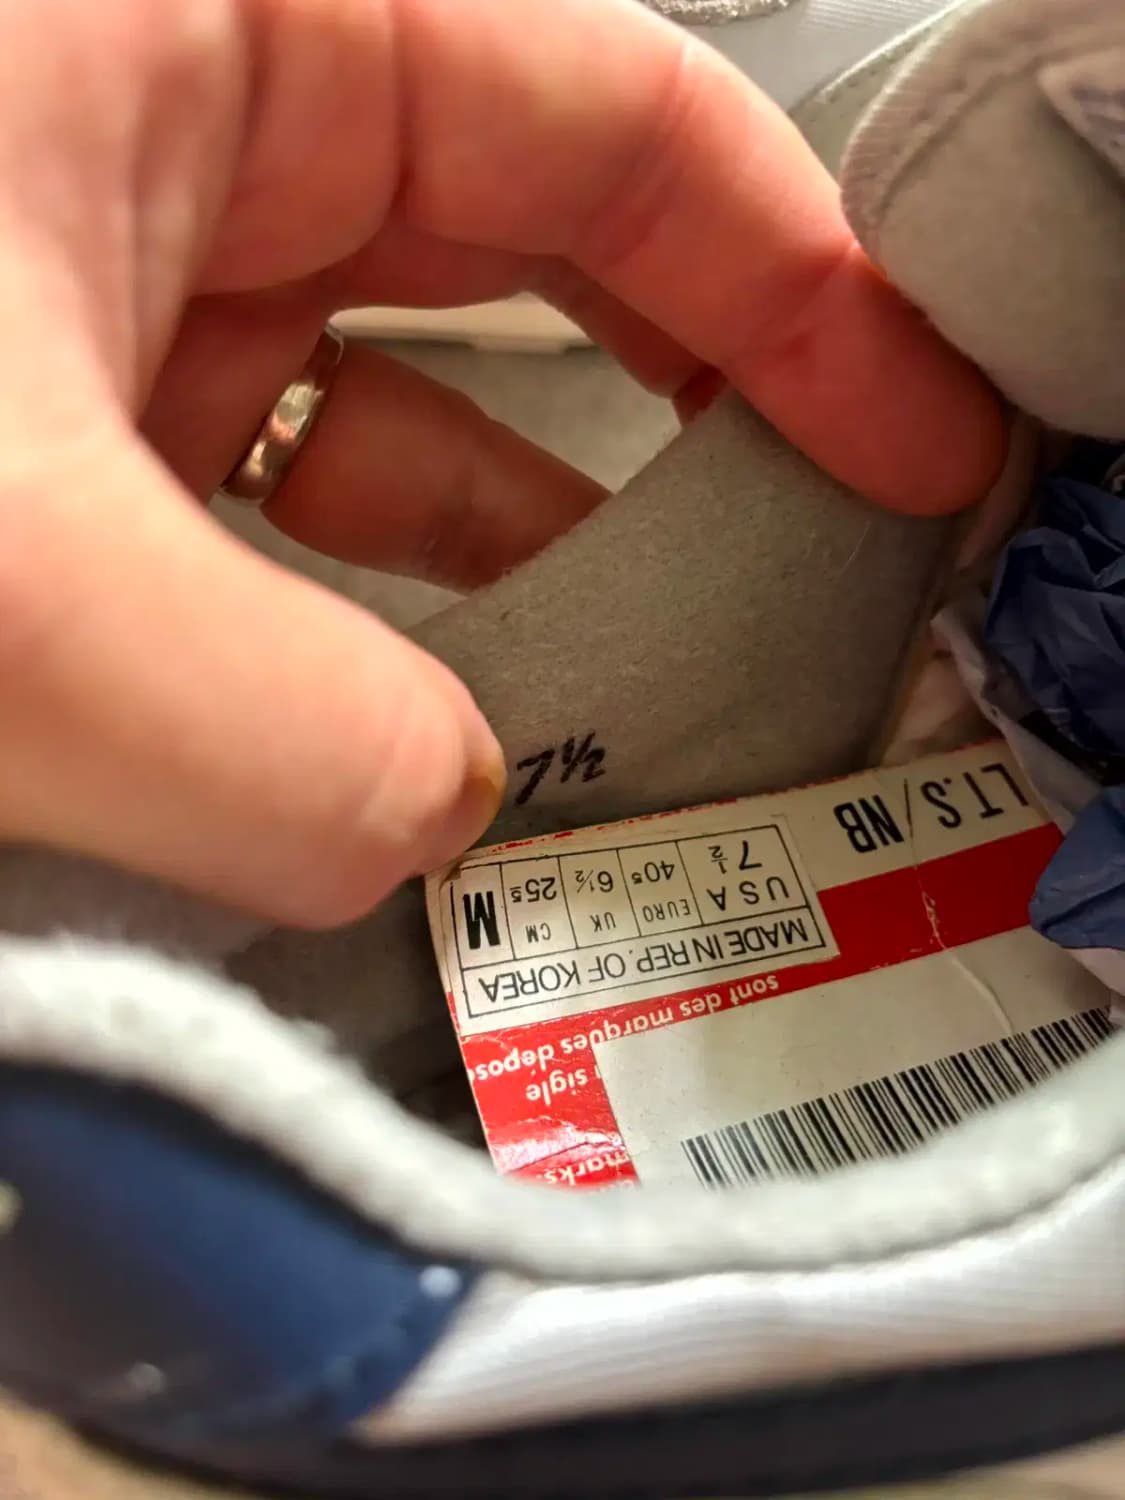 7½
marks.
sigle
sont des marques déposé
MADE IN REP. OF KOREA
USA EURO UK CM M
7½ 40⁵ 6½ 25⁵
LT.S/NB